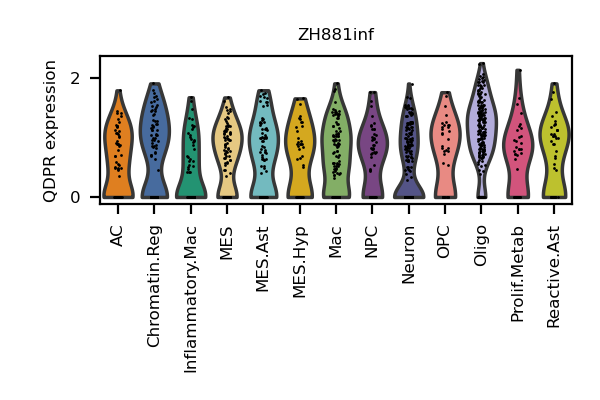 ZH881inf
QDPR expression
2
0
AC
Chromatin.Reg
Inflammatory.Mac
MES
MES.Ast
MES.Hyp
Mac
NPC
Neuron
OPC
Oligo
Prolif.Metab
Reactive.Ast